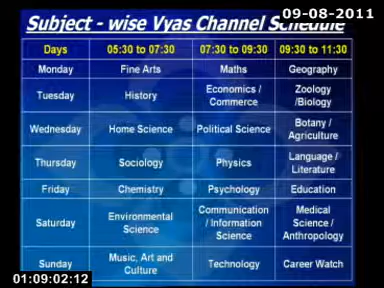 09-08-2011
Subject - wise Vyas Channel Schedule
Days 05:30 to 07:30 07:30 to 09:30 09:30 to 11:30
Monday Fine Arts Maths Geography
Tuesday History Economics / Commerce Zoology /Biology
Wednesday Home Science Political Science Botany / Agriculture
Thursday Sociology Physics Language / Literature
Friday Chemistry Psychology Education
Saturday Environmental Science Communication / Information Science Medical Science / Anthropology
Sunday Music, Art and Culture Technology Career Watch
01:09:02:12